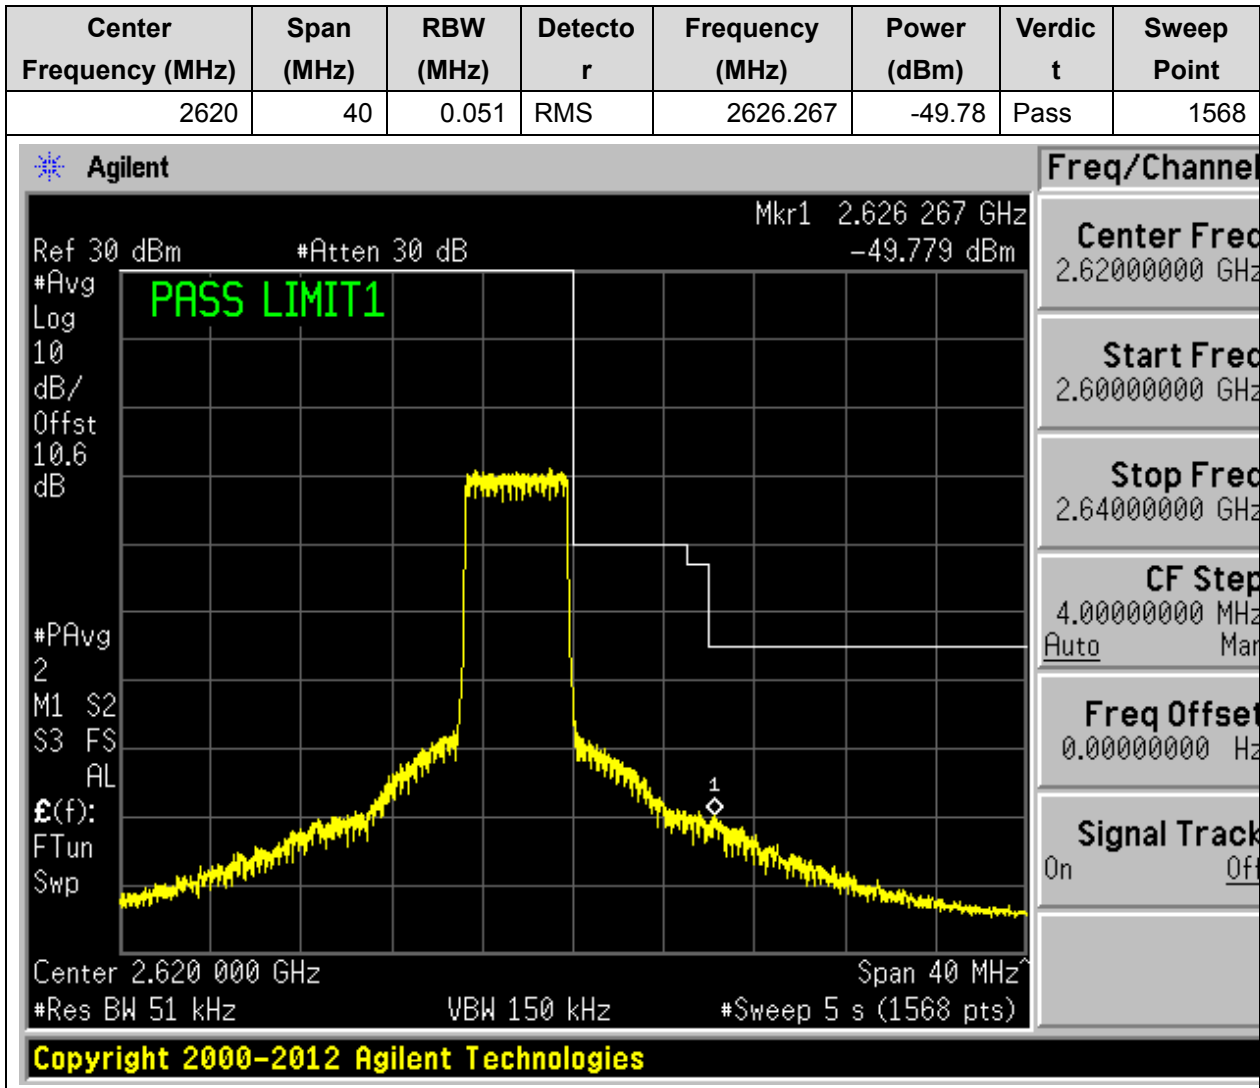 Center Frequency (MHz) Span (MHz) RBW (MHz) Detector Frequency (MHz) Power (dBm) Verdict Sweep Point
2620 40 0.051 RMS 2626.267 -49.78 Pass 1568
Agilent
Freq/Channel
Mkr1 2.626 267 GHz
Ref 30 dBm #Atten 30 dB -49.779 dBm
#Avg
Log
10
dB/
Offst
10.6
dB
PASS LIMIT1
#PAvg
2
M1 S2
S3 FS
AL
£(f):
FTun
Swp
1
Center 2.620 000 GHz Span 40 MHz^
#Res BW 51 kHz VBW 150 kHz #Sweep 5 s (1568 pts)
Center Freq
2.62000000 GHz
Start Freq
2.60000000 GHz
Stop Freq
2.64000000 GHz
CF Step
4.00000000 MHz
Auto Man
Freq Offset
0.00000000 Hz
Signal Track
On Off
Copyright 2000-2012 Agilent Technologies